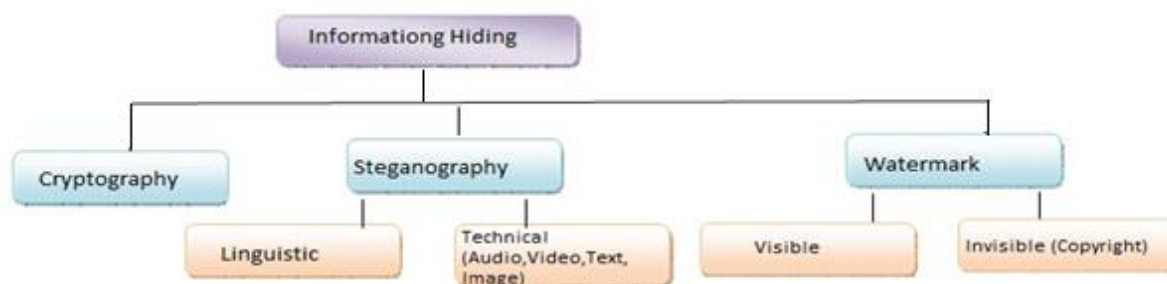 Informationg Hiding
Cryptography
Steganography
Watermark
Linguistic
Technical
(Audio,Video,Text,
Image)
Visible
Invisible (Copyright)